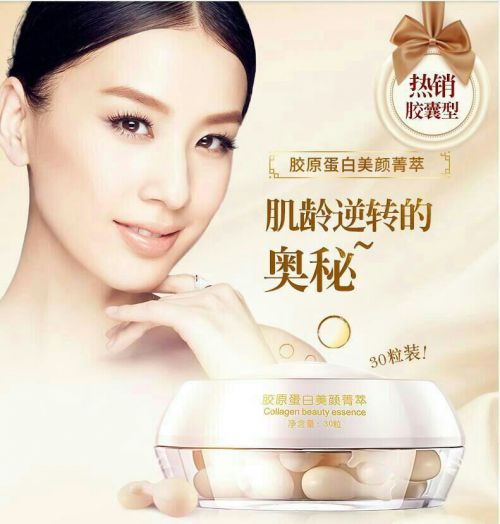 热销
胶囊型
胶原蛋白美颜菁萃
肌龄逆转的
奥秘~
30粒装!
胶原蛋白美颜菁萃
Collagen beauty essence
净含量:30粒